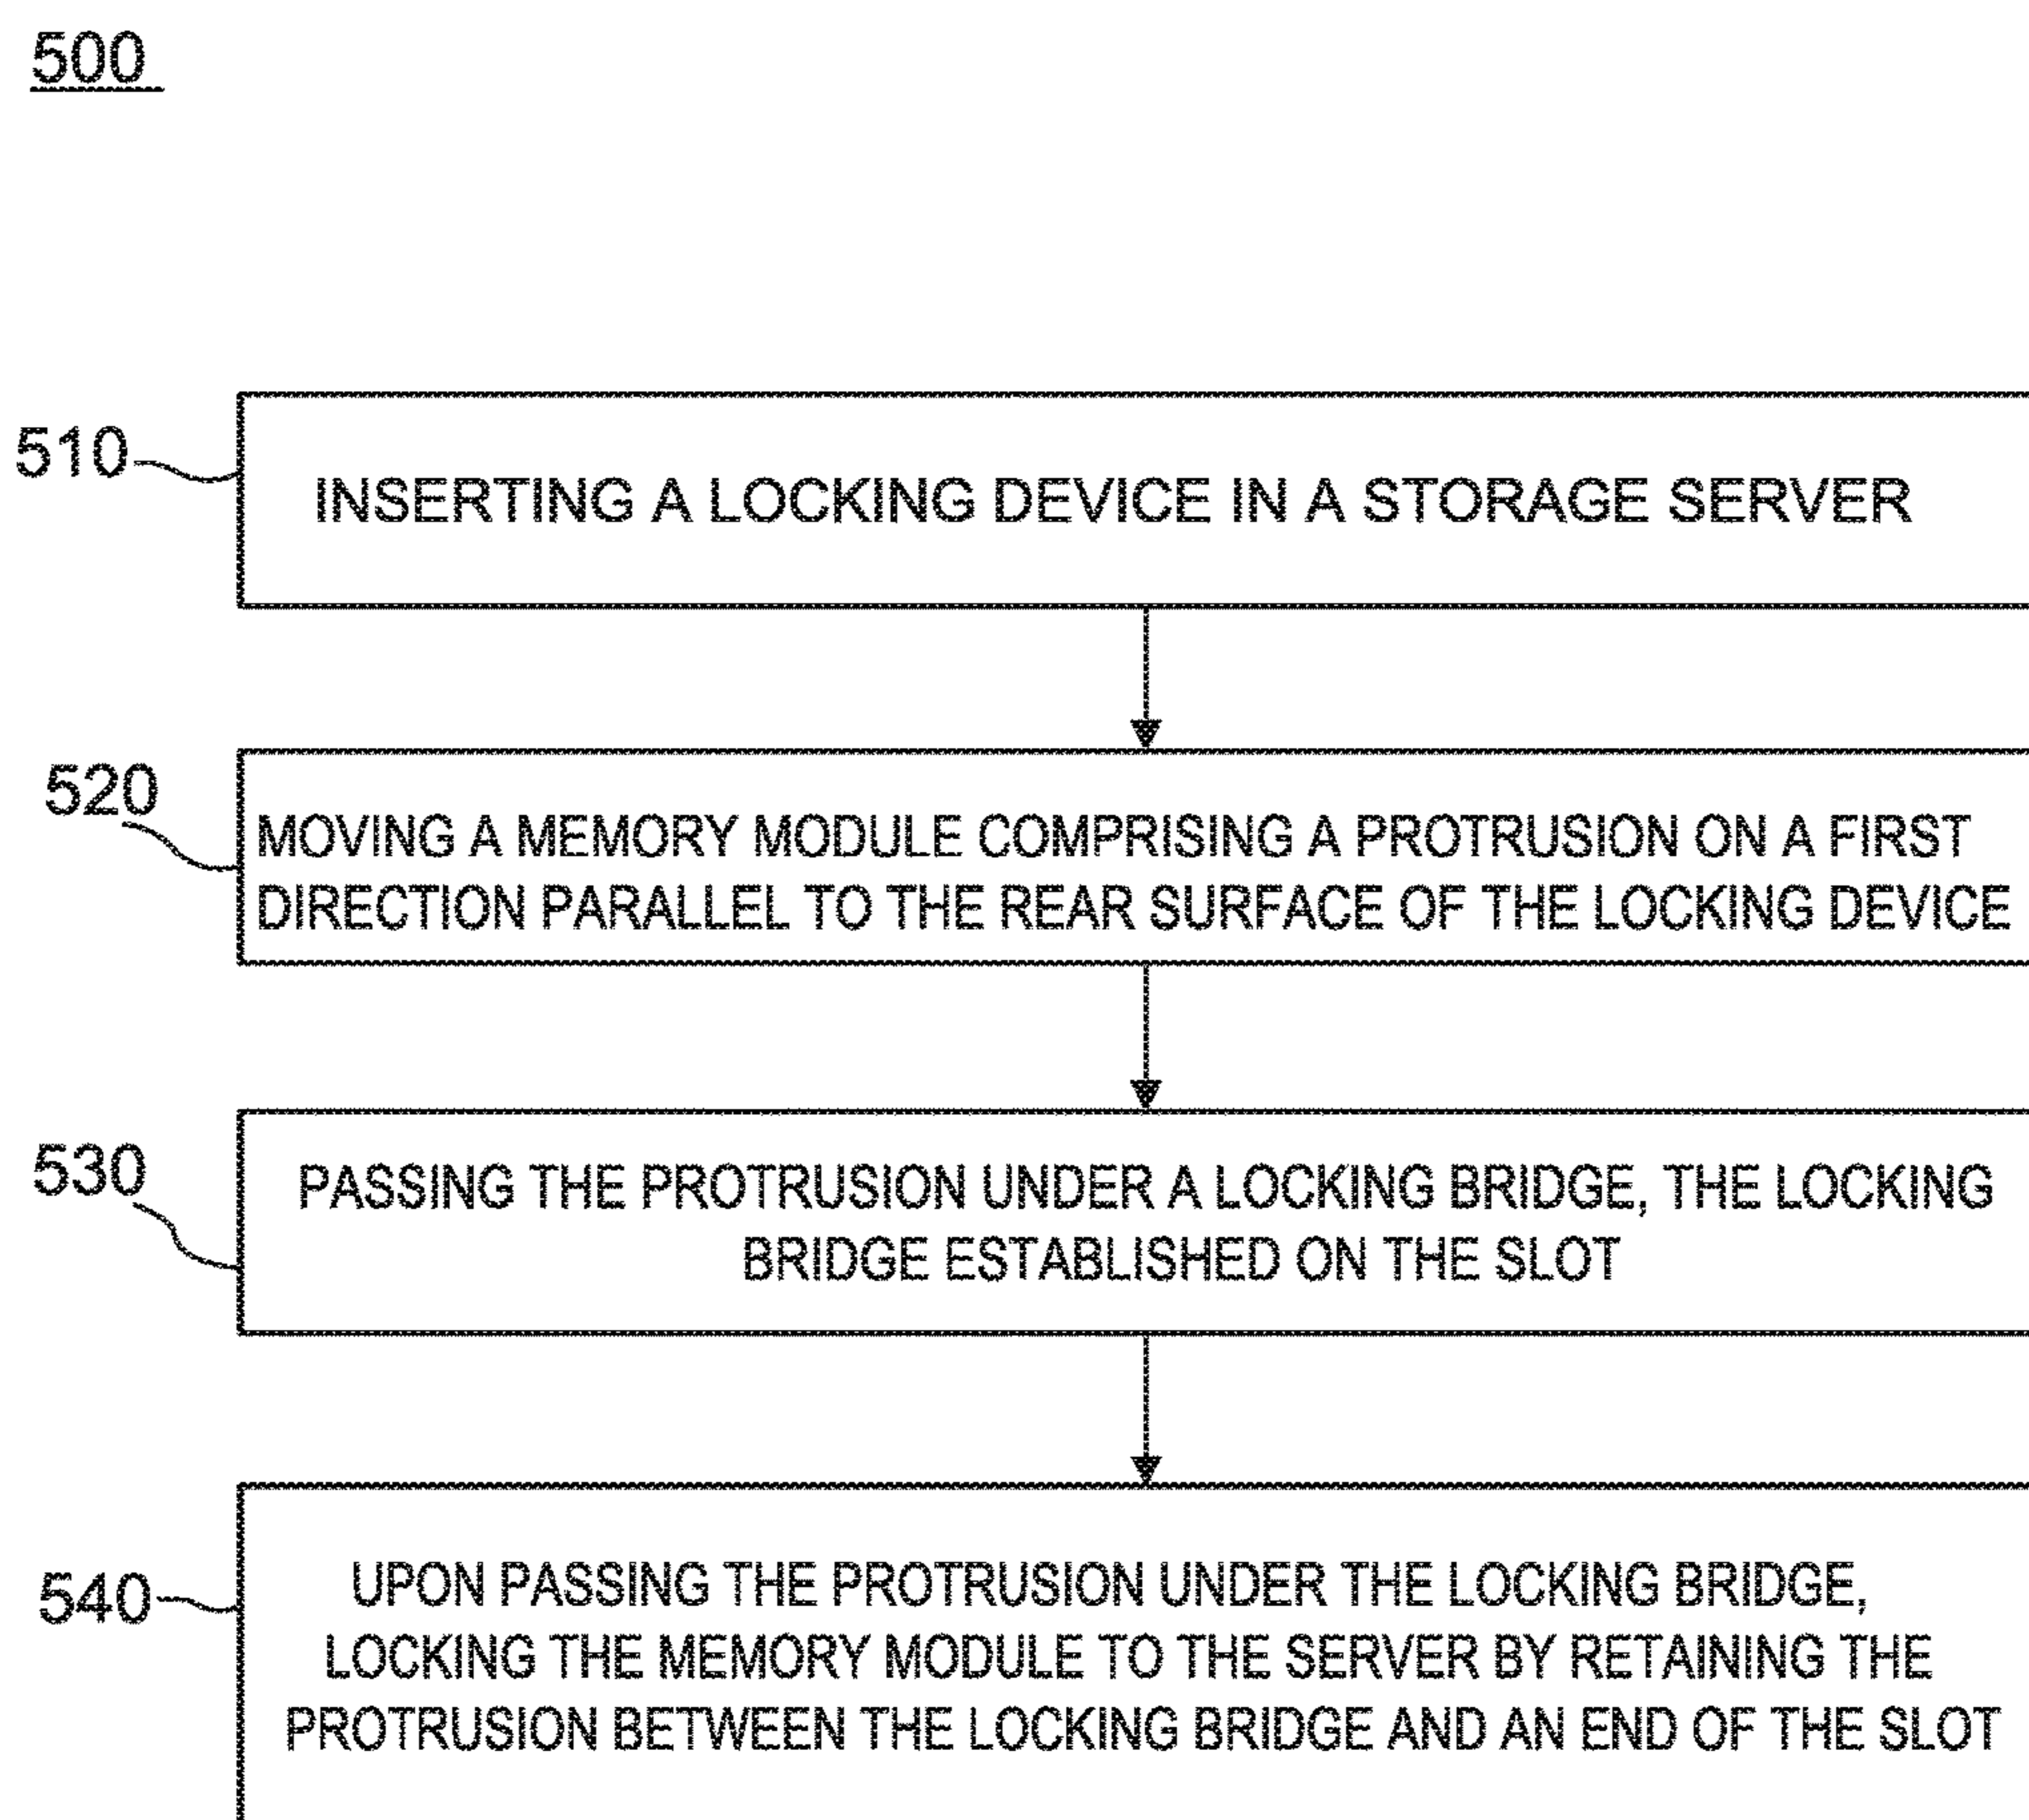 500
510
INSERTING A LOCKING DEVICE IN A STORAGE SERVER
520
MOVING A MEMORY MODULE COMPRISING A PROTRUSION ON A FIRST
DIRECTION PARALLEL TO THE REAR SURFACE OF THE LOCKING DEVICE
530
PASSING THE PROTRUSION UNDER A LOCKING BRIDGE, THE LOCKING
BRIDGE ESTABLISHED ON THE SLOT
540
UPON PASSING THE PROTRUSION UNDER THE LOCKING BRIDGE,
LOCKING THE MEMORY MODULE TO THE SERVER BY RETAINING THE
PROTRUSION BETWEEN THE LOCKING BRIDGE AND AN END OF THE SLOT